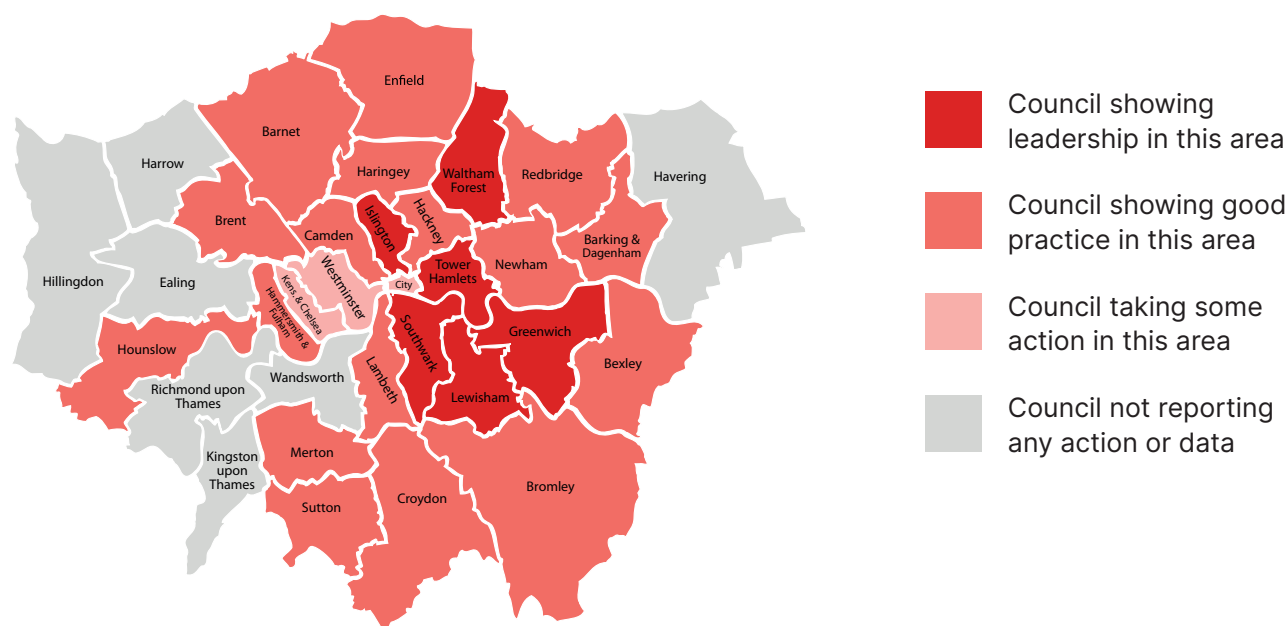 Enfield
Barnet
Harrow
Haringey
Waltham
Forest
Redbridge
Havering
Brent
Camden
Islington
Hackney
Barking &
Dagenham
Hillingdon
Ealing
Kens. & Chelsea
Westminster
City
Tower
Hamlets
Newham
Hammersmith &
Fulham
Hounslow
Southwark
Greenwich
Bexley
Richmond upon
Thames
Wandsworth
Lambeth
Lewisham
Kingston
upon
Thames
Merton
Sutton
Croydon
Bromley
Council showing
leadership in this area
Council showing good
practice in this area
Council taking some
action in this area
Council not reporting
any action or data